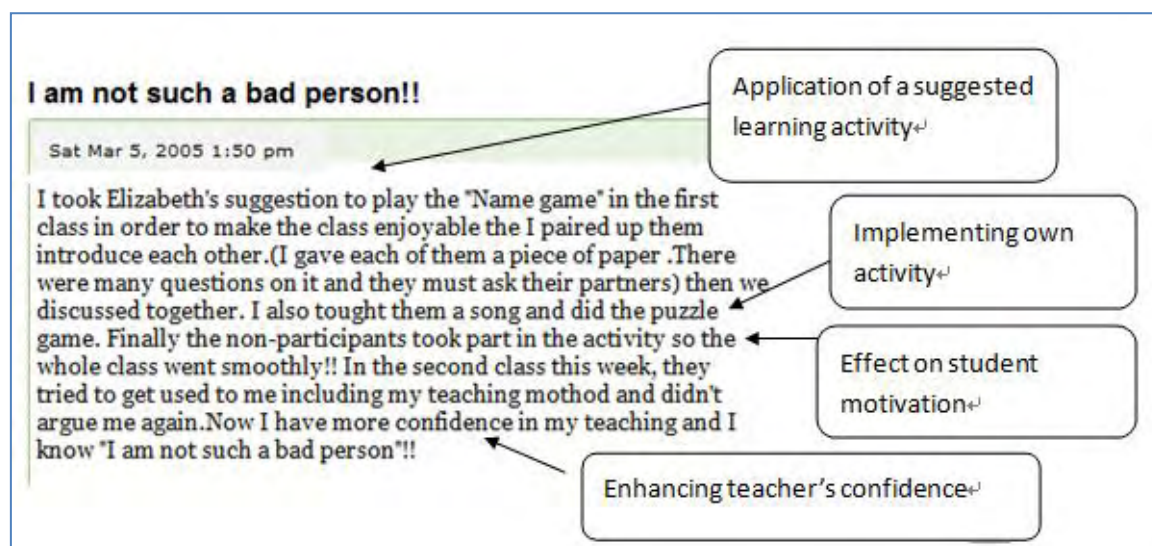 I am not such a bad person!!
Sat Mar 5, 2005 1:50 pm
I took Elizabeth's suggestion to play the "Name game" in the first
class in order to make the class enjoyable the I paired up them
introduce each other.(I gave each of them a piece of paper .There
were many questions on it and they must ask their partners) then we
discussed together. I also tought them a song and did the puzzle
game. Finally the non-participants took part in the activity so the
whole class went smoothly!! In the second class this week, they
tried to get used to me including my teaching mothod and didn't
argue me again.Now I have more confidence in my teaching and I
know "I am not such a bad person"!!
Application of a suggested
learning activity↵
Implementing own
activity↵
Effect on student
motivation↵
Enhancing teacher's confidence↵